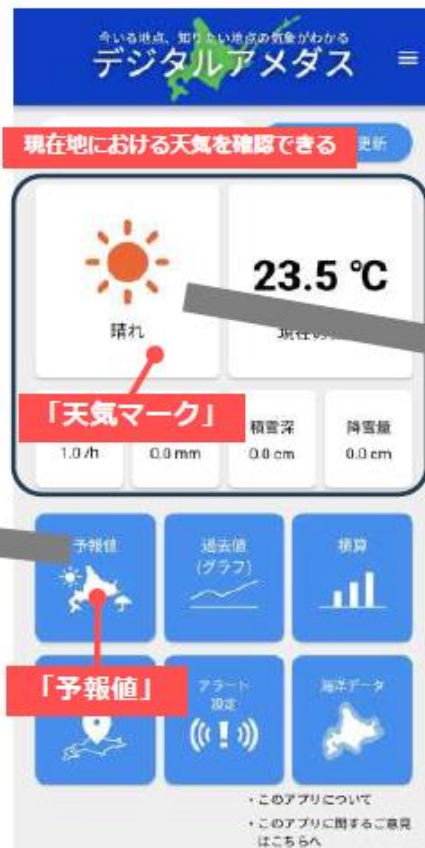 今いる地点、知りたい地点の気象がわかる
デジタルアメダス
現在地における天気を確認できる
更新
23.5 ℃
晴れ
現在の
「天気マーク」
積雪深
降雪量
1.0 /h
0.0 mm
0.0 cm
0.0 cm
予報値
過去値
(グラフ)
積算
「予報値」
アラート
設定
海洋データ
・このアプリについて
・このアプリに関するご意見
はこちらへ